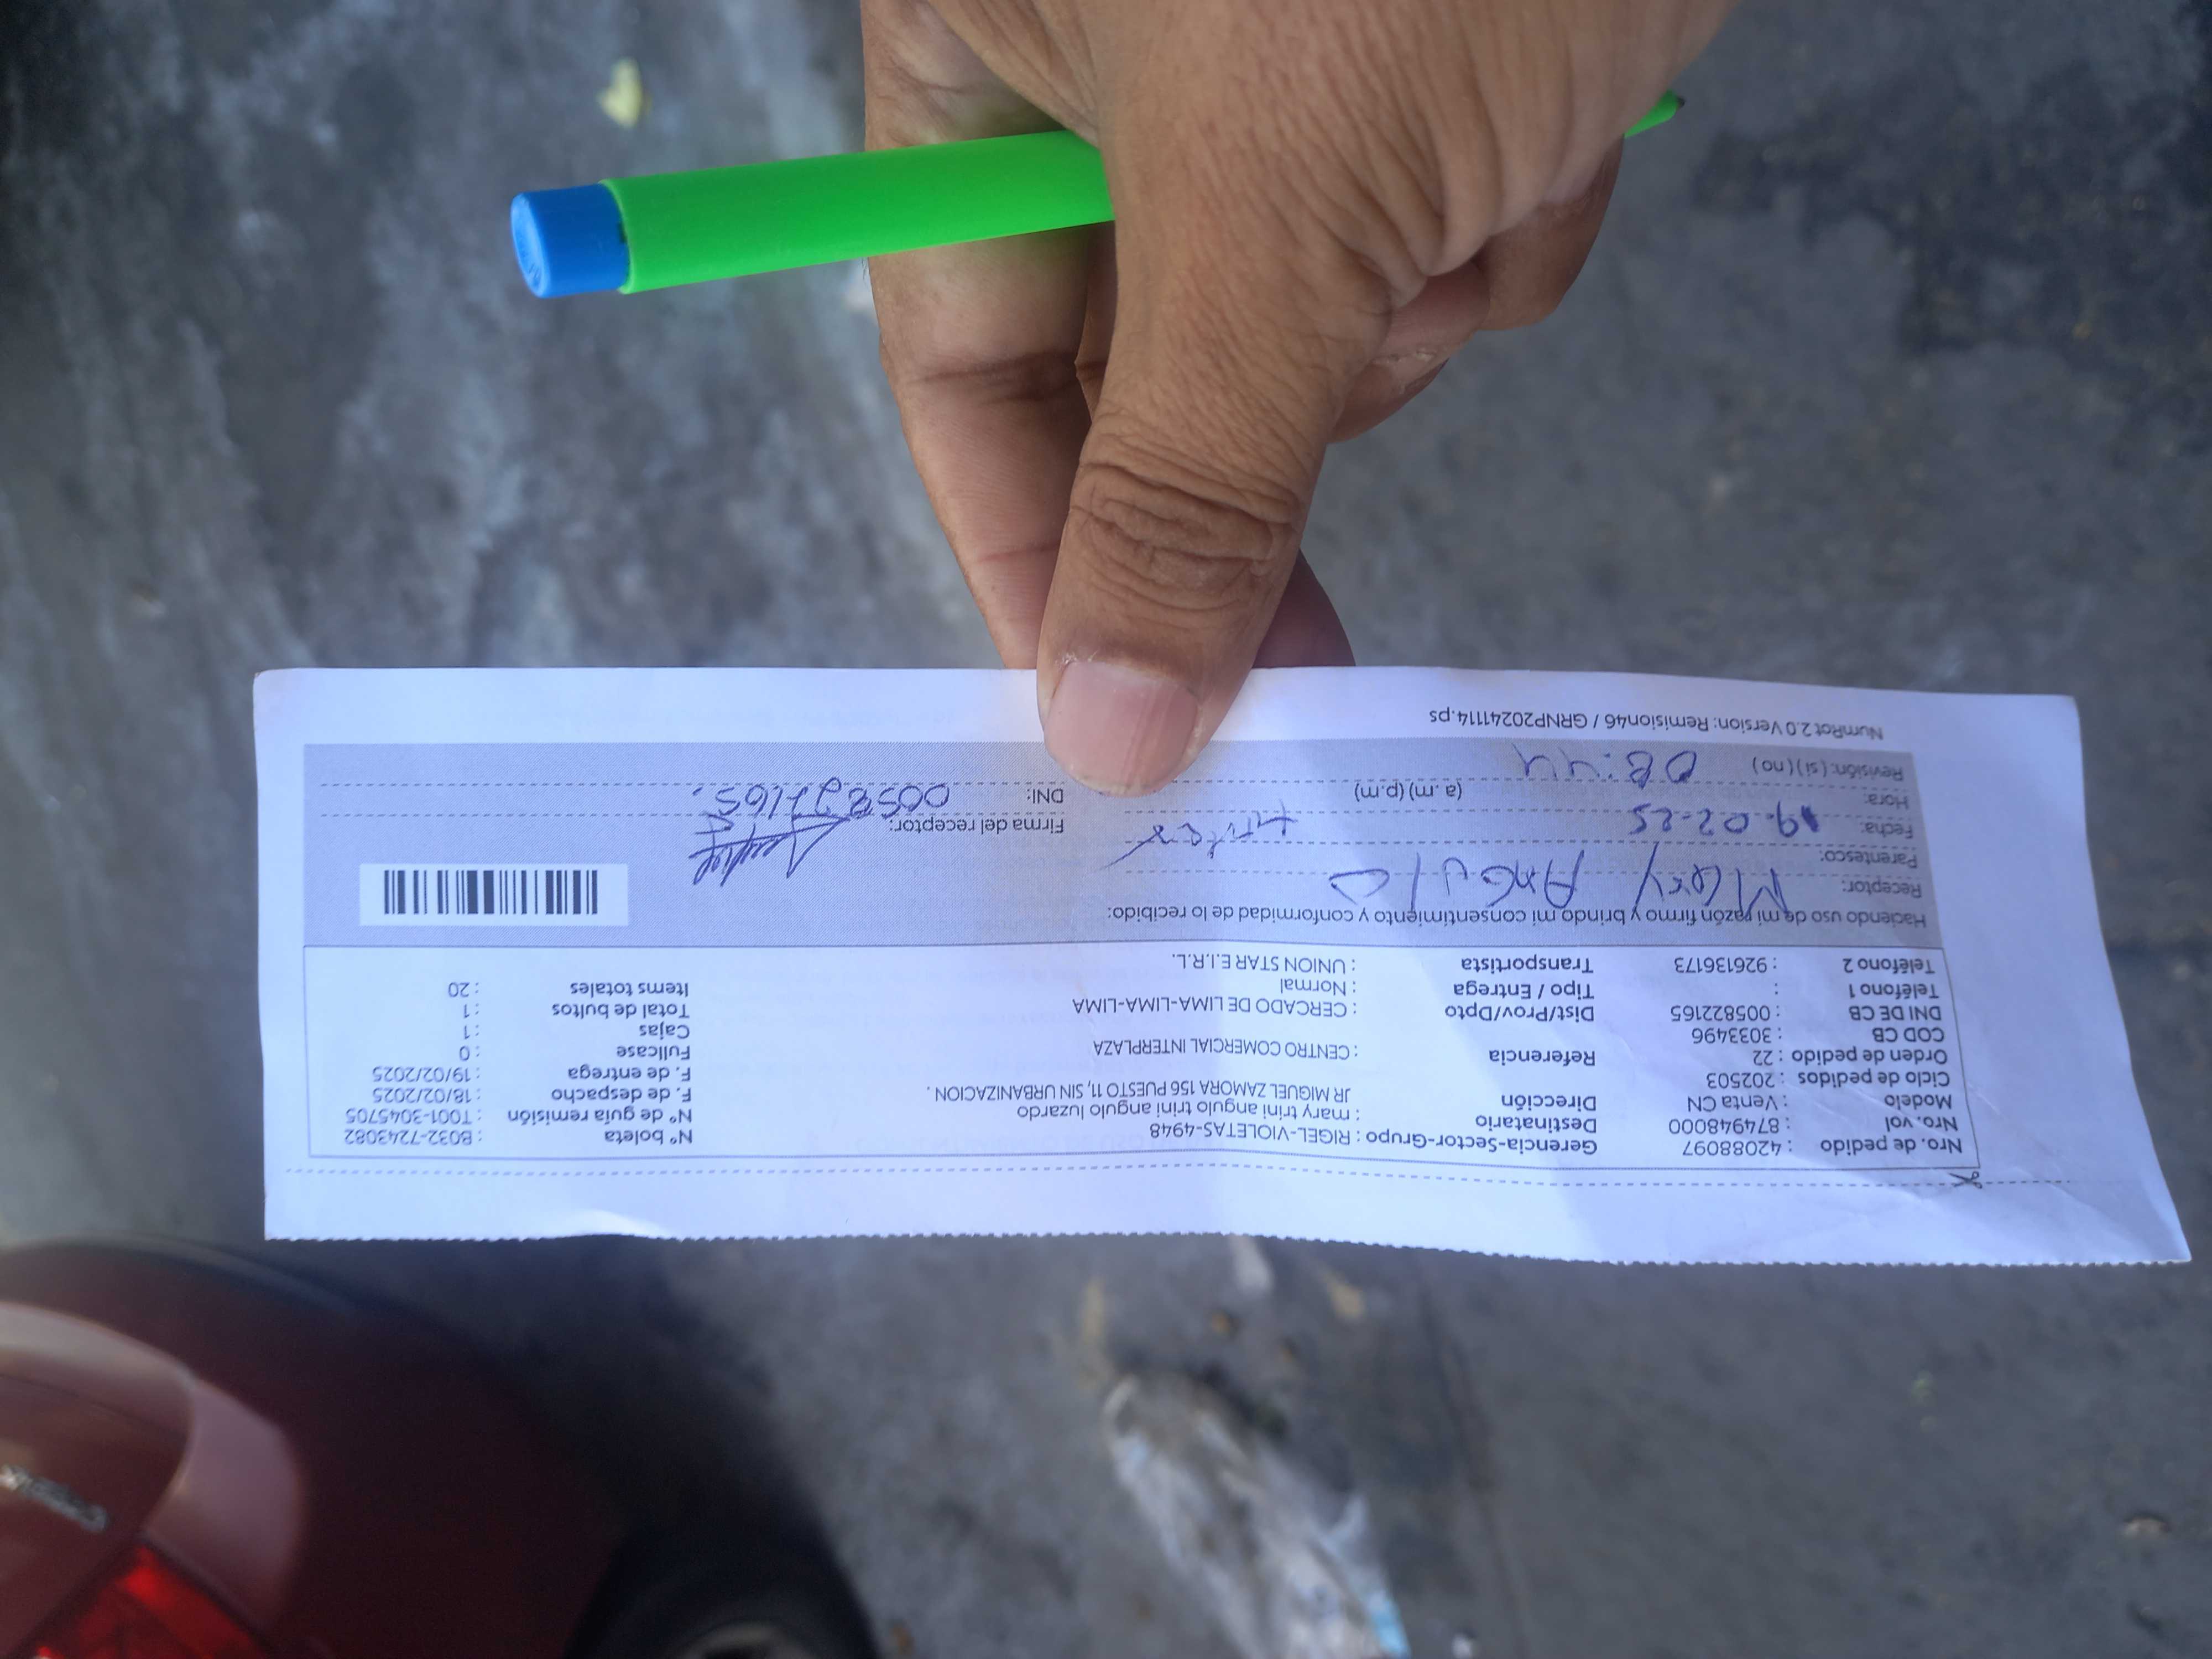 Nro. de pedido : 42088097 Gerencia-Sector-Grupo : RIGEL-VIOLETAS-4948 N° boleta : B032-7243082
Nro. vol : 874948000 Destinatario : mary trini angulo trini angulo luzardo N° de guía remisión : T001-3045705
Modelo : Venta CN Dirección JR MIGUEL ZAMORA 156 PUESTO 11, SIN URBANIZACION . F. de despacho : 18/02/2025
Ciclo de pedidos : 202503 F. de entrega : 19/02/2025
Orden de pedido : 22 Referencia : CENTRO COMERCIAL INTERPLAZA Fullcase : 0
COD CB : 3033496 Cajas : 1
DNI DE CB : 005822165 Dist/Prov/Dpto : CERCADO DE LIMA-LIMA-LIMA Total de bultos : 1
Teléfono 1 : Tipo / Entrega : Normal Items totales : 20
Teléfono 2 : 926136173 Transportista : UNION STAR E.I.R.L.
Haciendo uso de mi razón firmo y brindo mi consentimiento y conformidad de lo recibido:
Receptor: Mary Angulo
Parentesco: Firma del receptor:
Fecha: 19.02-25
Hora: 08:44 (a.m) (p.m) DNI: 005822165.
Revisión: (si) (no)
NumRot 2.0 Version: Remision46 / GRNP20241114.ps